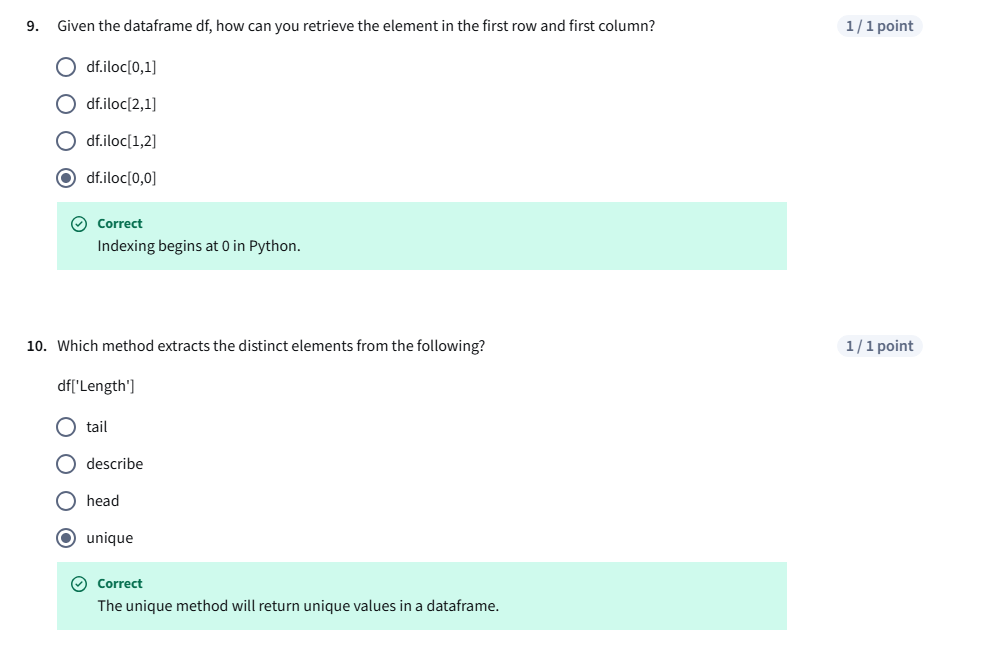 9. Given the dataframe df, how can you retrieve the element in the first row and first column? 1 / 1 point
df.iloc[0,1]
df.iloc[2,1]
df.iloc[1,2]
df.iloc[0,0]
Correct
Indexing begins at 0 in Python.
10. Which method extracts the distinct elements from the following? 1 / 1 point
df['Length']
tail
describe
head
unique
Correct
The unique method will return unique values in a dataframe.